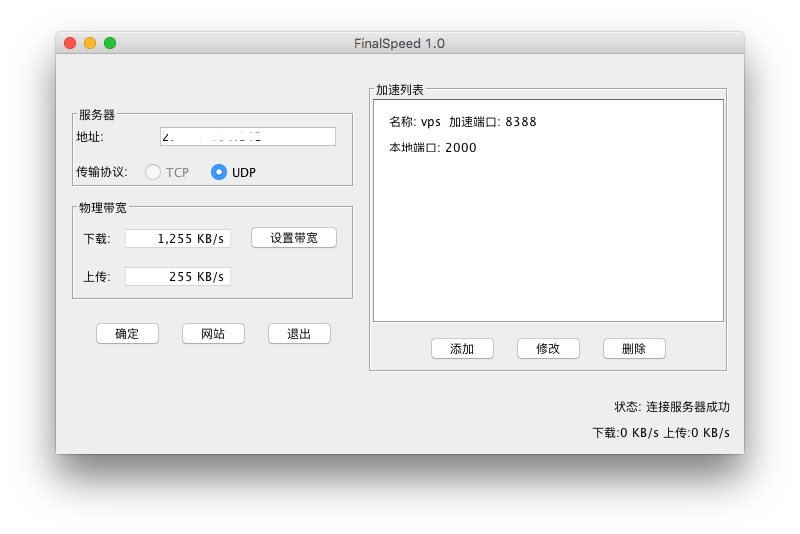 FinalSpeed 1.0
服务器
地址:
传输协议: TCP UDP
物理带宽
下载: 1,255 KB/s 设置带宽
上传: 255 KB/s
确定 网站 退出
加速列表
名称: vps 加速端口: 8388
本地端口: 2000
添加 修改 删除
状态: 连接服务器成功
下载:0 KB/s 上传:0 KB/s